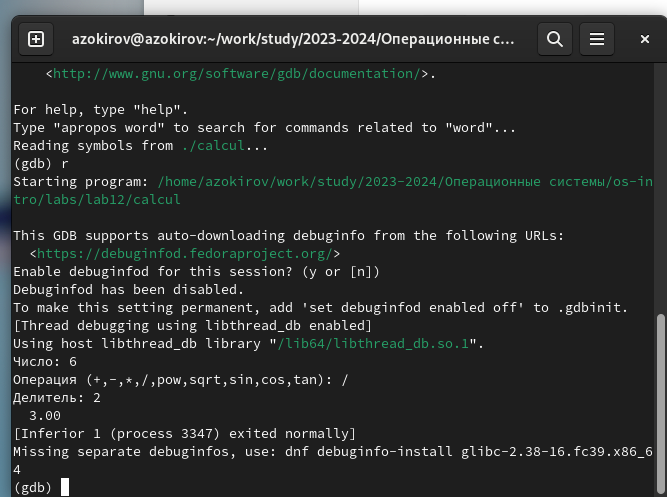 azokirov@azokirov:~/work/study/2023-2024/Операционные с...
<http://www.gnu.org/software/gdb/documentation/>.
For help, type "help".
Type "apropos word" to search for commands related to "word"...
Reading symbols from ./calcul...
(gdb) r
Starting program: /home/azokirov/work/study/2023-2024/Операционные системы/os-in
tro/labs/lab12/calcul
This GDB supports auto-downloading debuginfo from the following URLs:
<https://debuginfod.fedoraproject.org/>
Enable debuginfod for this session? (y or [n])
Debuginfod has been disabled.
To make this setting permanent, add 'set debuginfod enabled off' to .gdbinit.
[Thread debugging using libthread_db enabled]
Using host libthread_db library "/lib64/libthread_db.so.1".
Число: 6
Операция (+,-,*,/,pow,sqrt,sin,cos,tan): /
Делитель: 2
3.00
[Inferior 1 (process 3347) exited normally]
Missing separate debuginfos, use: dnf debuginfo-install glibc-2.38-16.fc39.x86_6
4
(gdb)